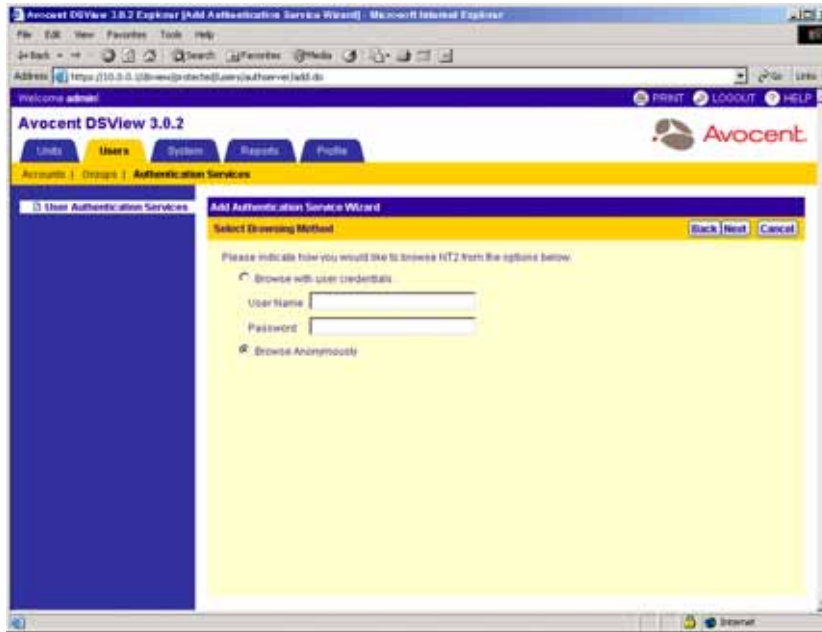 Avocent DSView 3.0.2 Explorer [Add Authentication Service Wizard] - Microsoft Internet Explorer
File Edit View Favorites Tools Help
Back Search Favorites Media
Address Go Links
Welcome admin! PRINT LOGOUT HELP
Avocent DSView 3.0.2
Avocent
Units Users System Reports Profile
Accounts | Groups | Authentication Services
User Authentication Services
Add Authentication Service Wizard
Select Browsing Method Back Next Cancel
Please indicate how you would like to browse NT2 from the options below.
Browse with user credentials
User Name
Password
Browse Anonymously
Internet